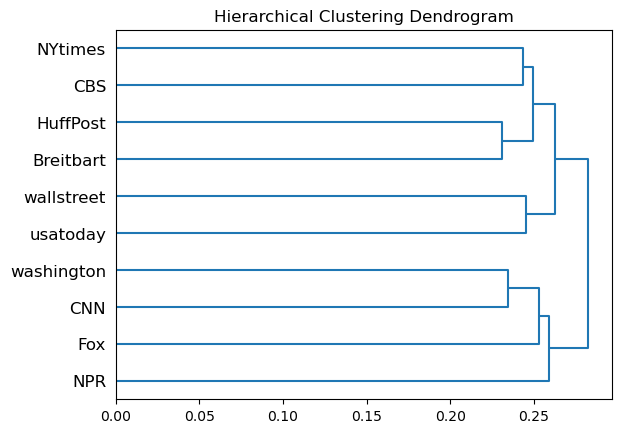 Hierarchical Clustering Dendrogram
NYtimes
CBS
HuffPost
Breitbart
wallstreet
usatoday
washington
CNN
Fox
NPR
0.00 0.05 0.10 0.15 0.20 0.25